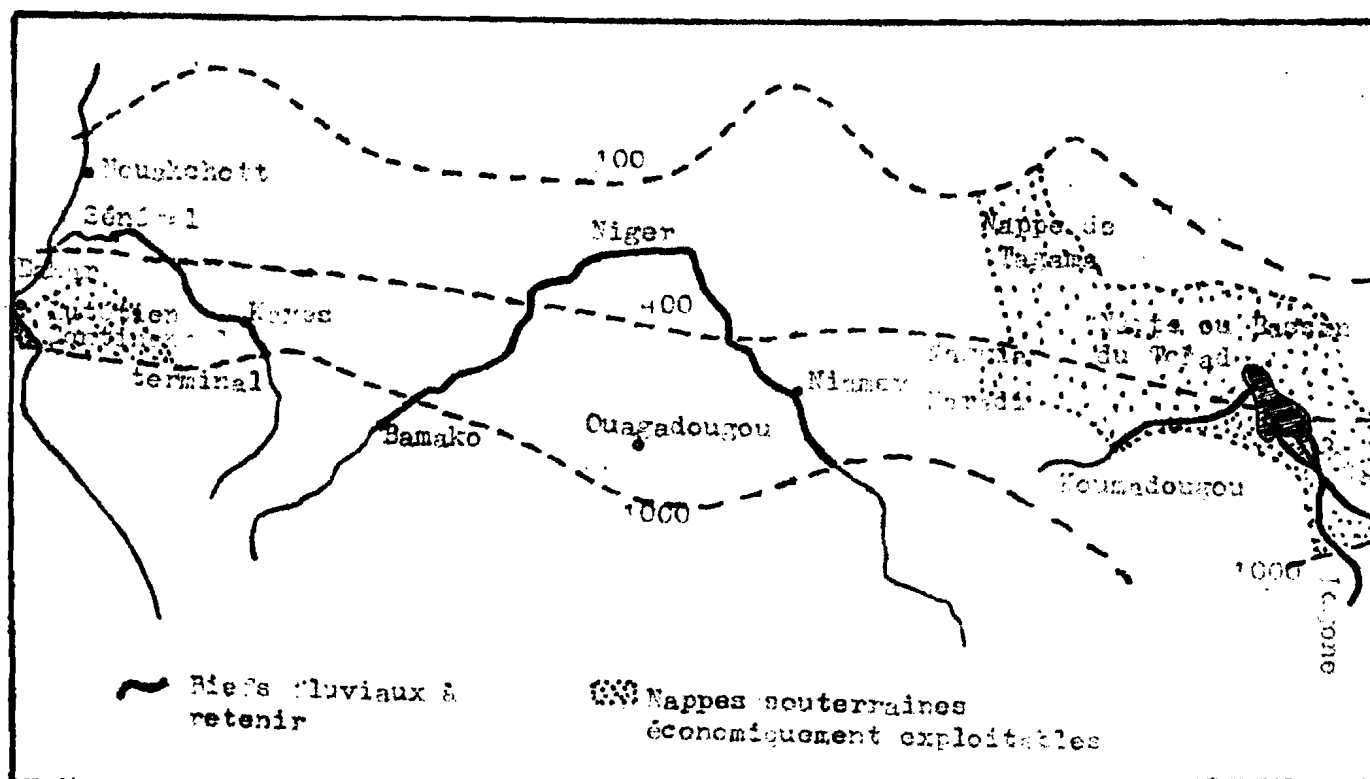 100
Nouakchott
Sénégal
Niger
Nappe de
Tagama
Dakar
400
Kayes
du Tchad
terminal
Niamey
Bamako
Ouagadougou
Koumadougou
1000
1000
Logone
Biefs fluviaux à
retenir
Nappes souterraines
économiquement exploitables